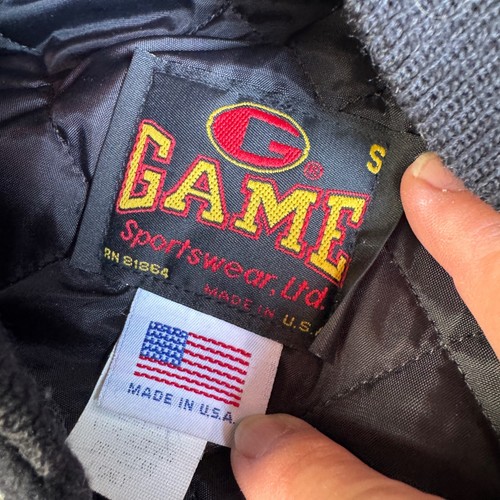 G®
S
GAME
Sportswear, Ltd.
RN 81864
MADE IN U.S.
MADE IN U.S.A.